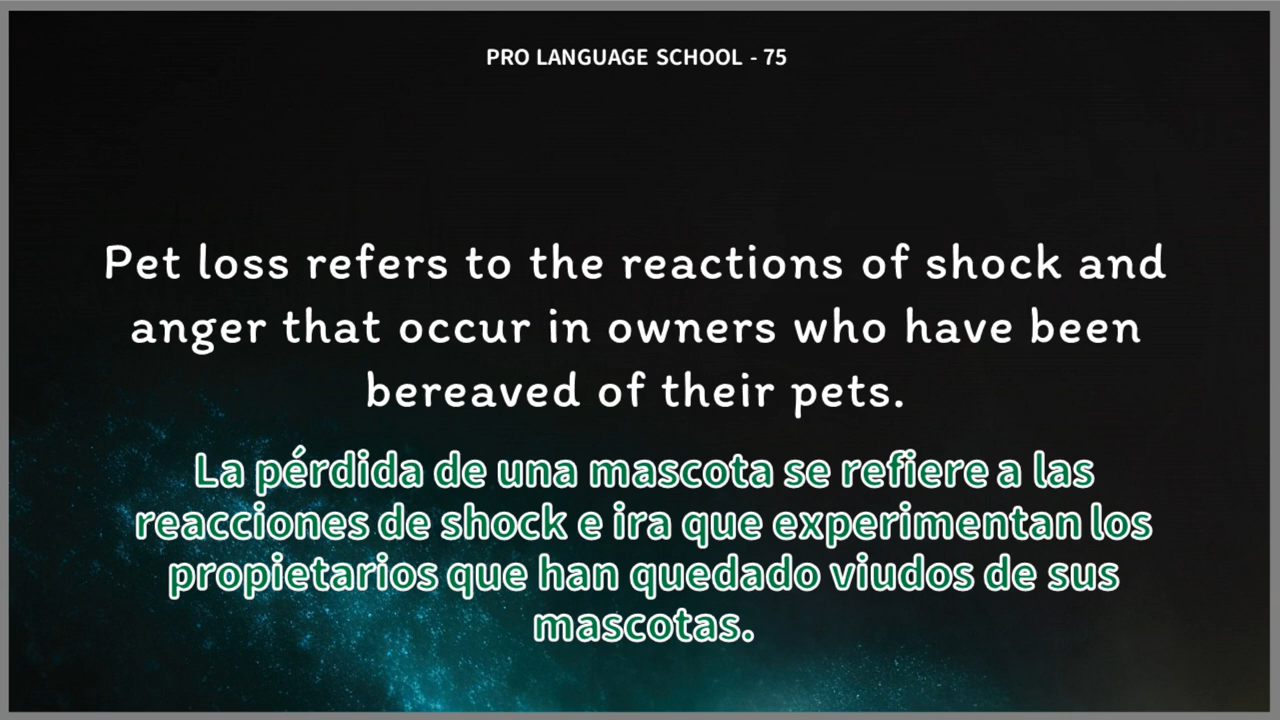 PRO LANGUAGE SCHOOL - 75
Pet loss refers to the reactions of shock and
anger that occur in owners who have been
bereaved of their pets.
La pérdida de una mascota se refiere a las
reacciones de shock e ira que experimentan los
propietarios que han quedado viudos de sus
mascotas.